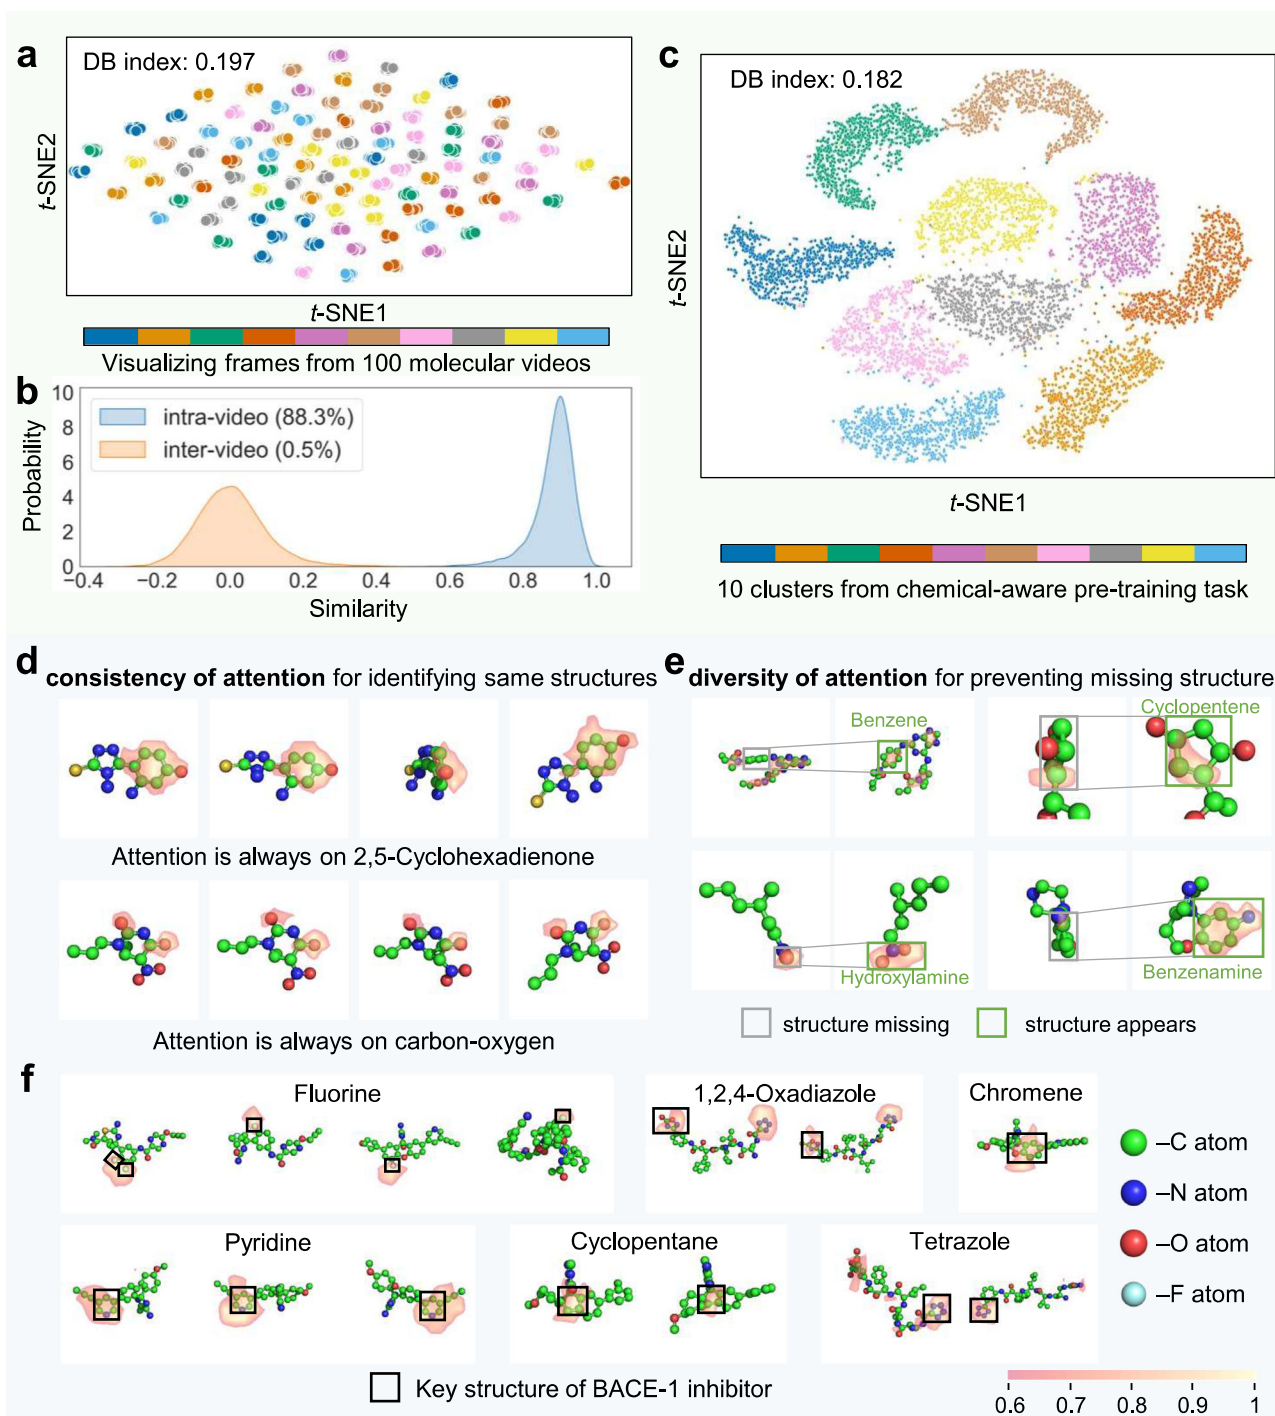 a
DB index: 0.197
t-SNE2
t-SNE1
Visualizing frames from 100 molecular videos
b
Probability
10
8
6
4
2
0
intra-video (88.3%)
inter-video (0.5%)
−0.4 −0.2 0.0 0.2 0.4 0.6 0.8 1.0
Similarity
c
DB index: 0.182
t-SNE2
t-SNE1
10 clusters from chemical-aware pre-training task
d
consistency of attention for identifying same structures
Attention is always on 2,5-Cyclohexadienone
Attention is always on carbon-oxygen
e
diversity of attention for preventing missing structure
Benzene
Cyclopentene
Hydroxylamine
Benzenamine
structure missing
structure appears
f
Fluorine
1,2,4-Oxadiazole
Chromene
Pyridine
Cyclopentane
Tetrazole
–C atom
–N atom
–O atom
–F atom
Key structure of BACE-1 inhibitor
0.6 0.7 0.8 0.9 1